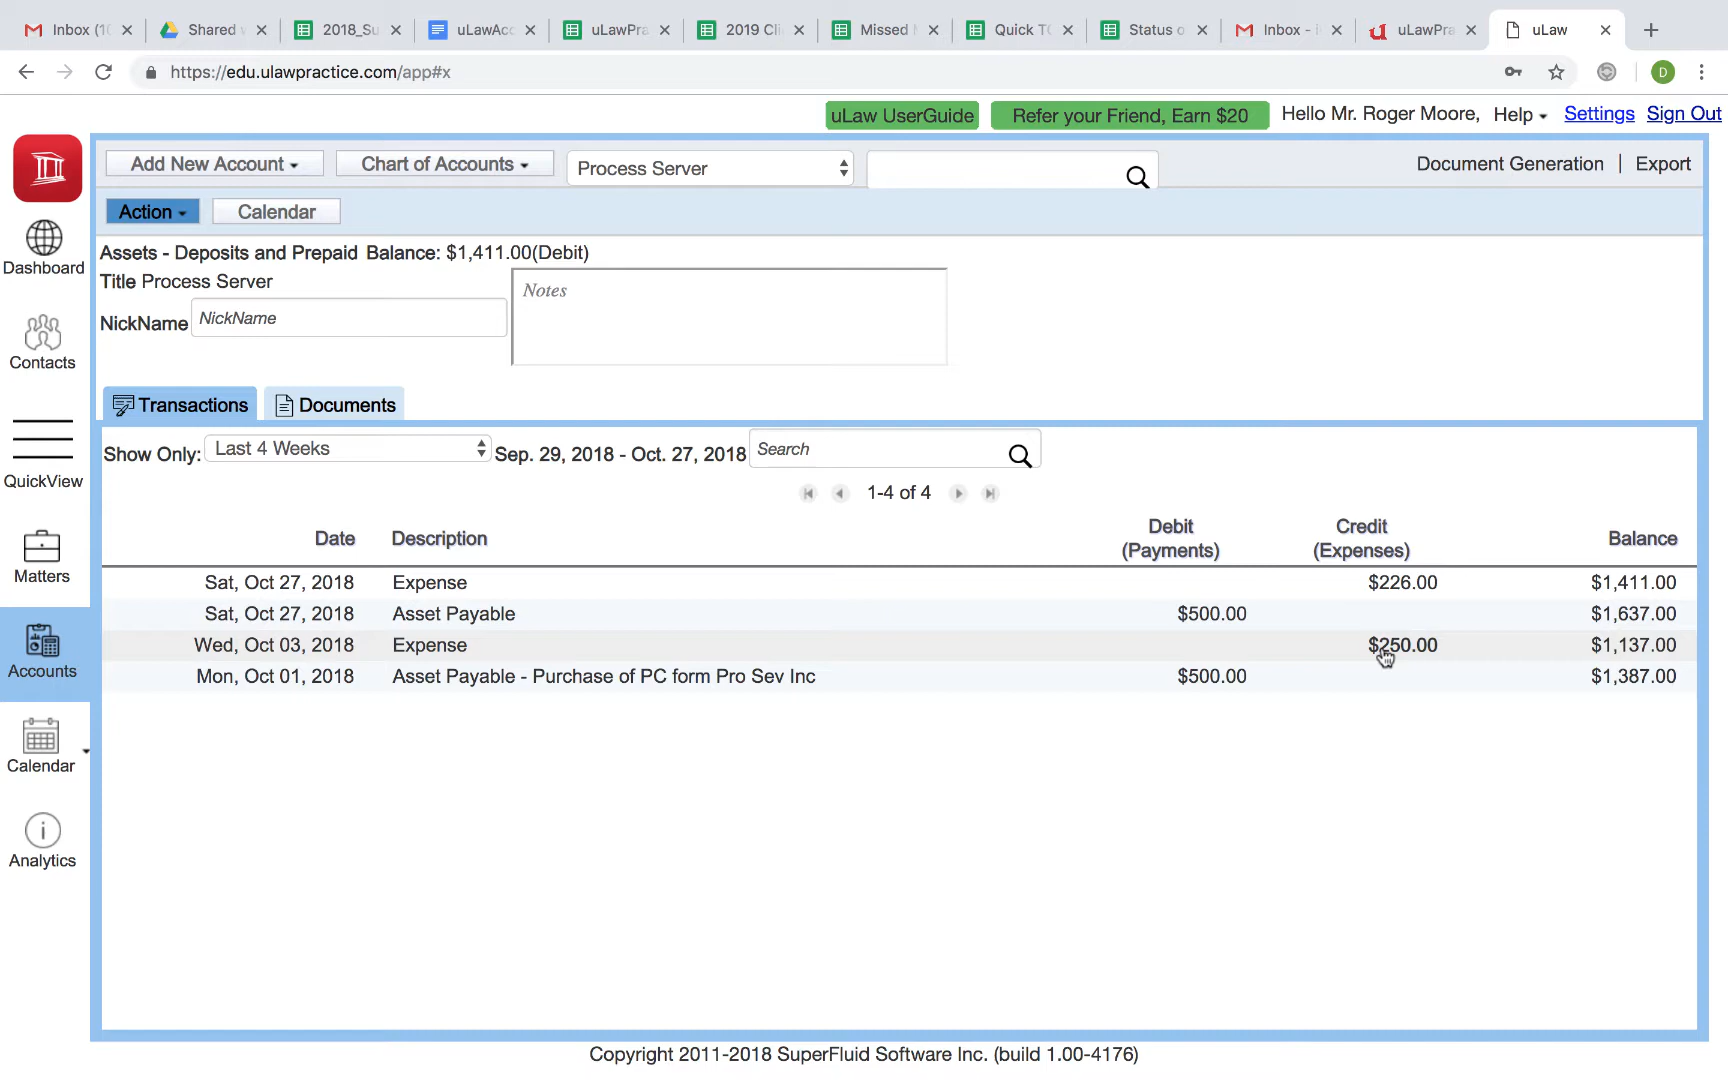 Inbox (10
Shared w
2018_Su
uLawAcc
uLawPra
2019 Cli
Missed
Quick TO
Status o
Inbox - i
uLawPra
uLaw
https://edu.ulawpractice.com/app#x
D
uLaw UserGuide
Refer your Friend, Earn $20
Hello Mr. Roger Moore,
Help
Settings
Sign Out
Add New Account
Chart of Accounts
Process Server
Document Generation | Export
Action
Calendar
Dashboard
Contacts
QuickView
Matters
Accounts
Calendar
Analytics
Assets - Deposits and Prepaid Balance: $1,411.00(Debit)
Title Process Server
NickName
NickName
Notes
Transactions
Documents
Show Only:
Last 4 Weeks
Sep. 29, 2018 - Oct. 27, 2018
Search
1-4 of 4
Date
Description
Debit
(Payments)
Credit
(Expenses)
Balance
Sat, Oct 27, 2018 Expense $226.00 $1,411.00
Sat, Oct 27, 2018 Asset Payable $500.00 $1,637.00
Wed, Oct 03, 2018 Expense $250.00 $1,137.00
Mon, Oct 01, 2018 Asset Payable - Purchase of PC form Pro Sev Inc $500.00 $1,387.00
Copyright 2011-2018 SuperFluid Software Inc. (build 1.00-4176)